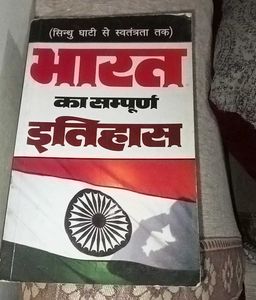 (सिन्धु घाटी से स्वतंत्रता तक)
भारत
का सम्पूर्ण
इतिहास